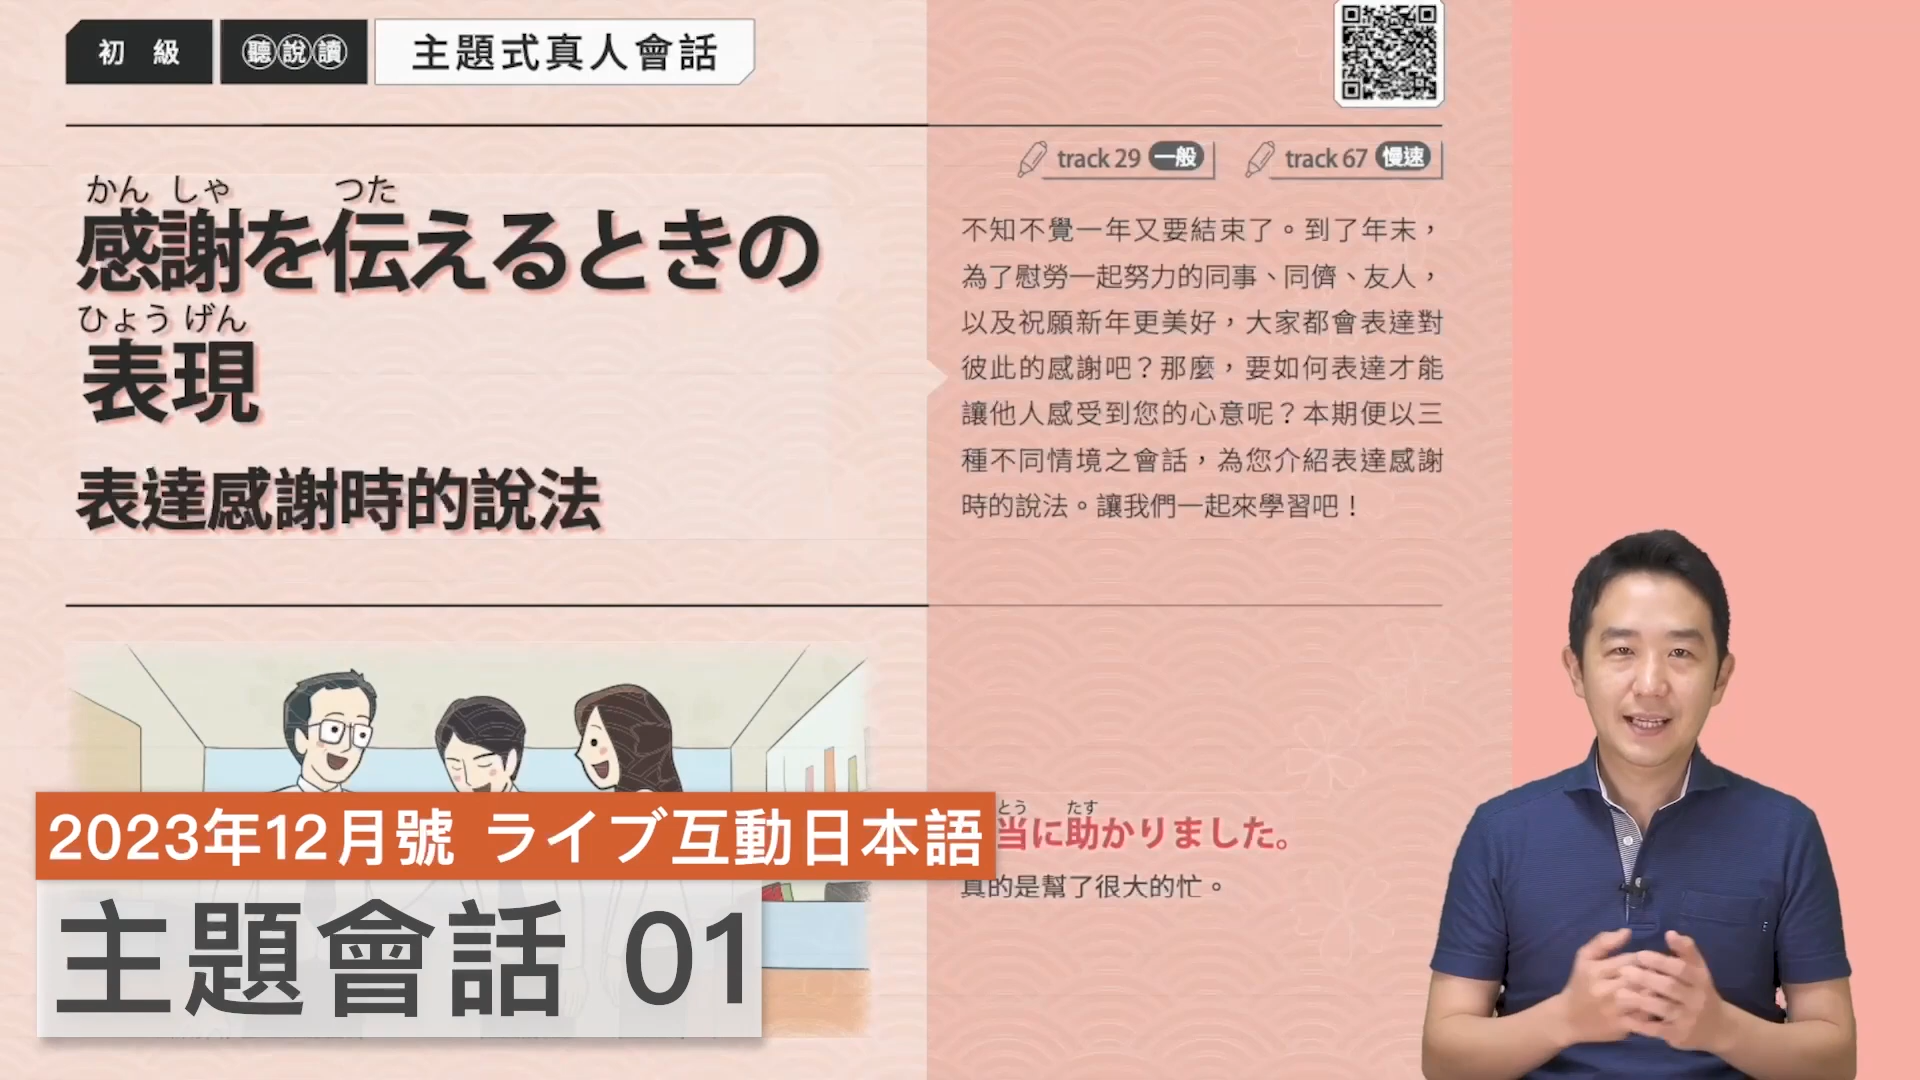 初 級
聽說讀
主題式真人會話
かん しゃ つた
感謝を伝えるときの
ひょう げん
表現
表達感謝時的說法
track 29 一般
track 67 慢速
不知不覺一年又要結束了。到了年末，
為了慰勞一起努力的同事、同儕、友人，
以及祝願新年更美好，大家都會表達對
彼此的感謝吧？那麼，要如何表達才能
讓他人感受到您的心意呢？本期便以三
種不同情境之會話，為您介紹表達感謝
時的說法。讓我們一起來學習吧！
とう たす
当に助かりました。
真的是幫了很大的忙。
2023年12月號 ライブ互動日本語
主題會話 01